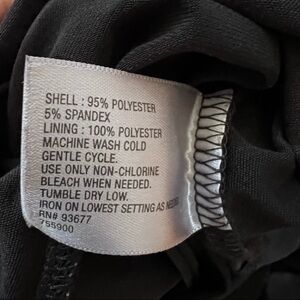 SHELL : 95% POLYESTER
5% SPANDEX
LINING : 100% POLYESTER
MACHINE WASH COLD
GENTLE CYCLE.
USE ONLY NON-CHLORINE
BLEACH WHEN NEEDED.
TUMBLE DRY LOW.
IRON ON LOWEST SETTING AS NEEDED
RN# 93677
755900